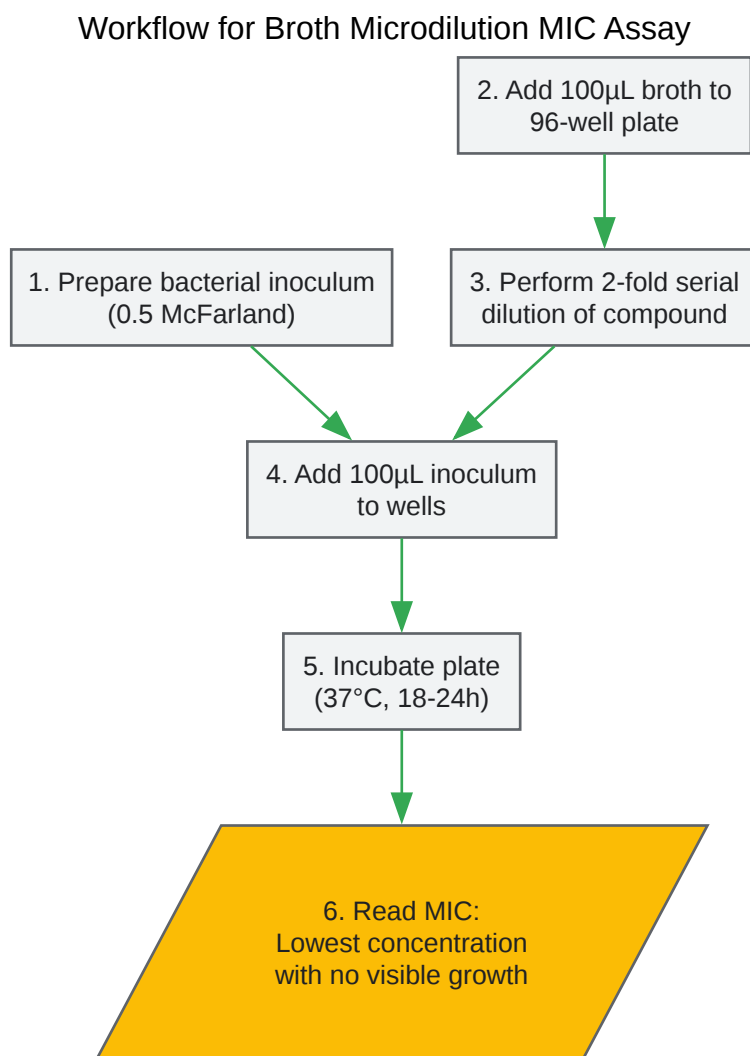 Workflow for Broth Microdilution MIC Assay
2. Add 100µL broth to
96-well plate
1. Prepare bacterial inoculum
(0.5 McFarland)
3. Perform 2-fold serial
dilution of compound
4. Add 100µL inoculum
to wells
5. Incubate plate
(37°C, 18-24h)
6. Read MIC:
Lowest concentration
with no visible growth